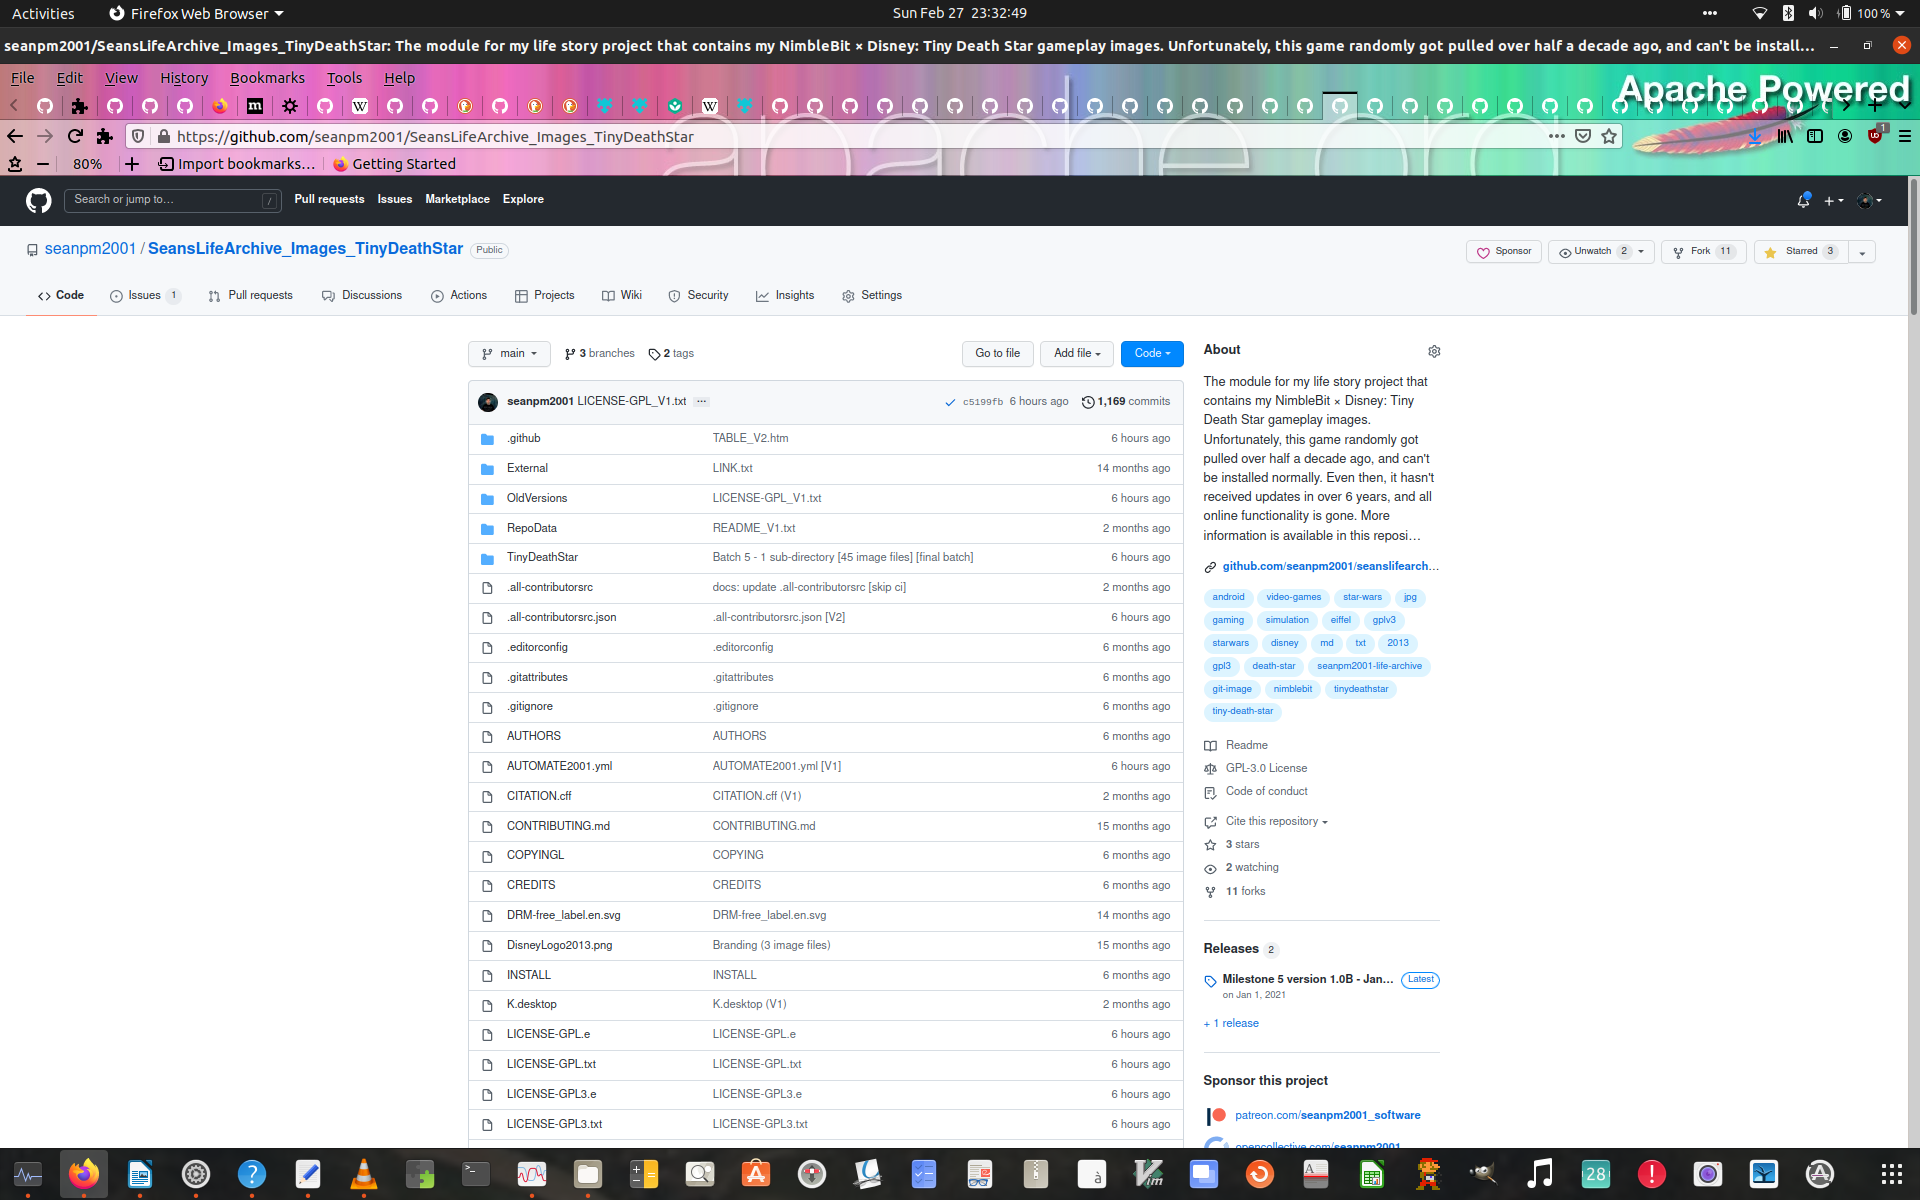 Activities
Firefox Web Browser
Sun Feb 27 23:32:49
100 %
seanpm2001/SeansLifeArchive_Images_TinyDeathStar: The module for my life story project that contains my NimbleBit × Disney: Tiny Death Star gameplay images. Unfortunately, this game randomly got pulled over half a decade ago, and can't be install…
File Edit View History Bookmarks Tools Help
Apache Powered
https://github.com/seanpm2001/SeansLifeArchive_Images_TinyDeathStar
80%
Import bookmarks…
Getting Started
Search or jump to…
/
Pull requests Issues Marketplace Explore
seanpm2001 / SeansLifeArchive_Images_TinyDeathStar Public
Sponsor
Unwatch 2
Fork 11
Starred 3
Code
Issues 1
Pull requests
Discussions
Actions
Projects
Wiki
Security
Insights
Settings
main
3 branches
2 tags
Go to file
Add file
Code
seanpm2001 LICENSE-GPL_V1.txt … c5199fb 6 hours ago 1,169 commits
.github TABLE_V2.htm 6 hours ago
External LINK.txt 14 months ago
OldVersions LICENSE-GPL_V1.txt 6 hours ago
RepoData README_V1.txt 2 months ago
TinyDeathStar Batch 5 - 1 sub-directory [45 image files] [final batch] 6 hours ago
.all-contributorsrc docs: update .all-contributorsrc [skip ci] 2 months ago
.all-contributorsrc.json .all-contributorsrc.json [V2] 6 hours ago
.editorconfig .editorconfig 6 months ago
.gitattributes .gitattributes 6 months ago
.gitignore .gitignore 6 months ago
AUTHORS AUTHORS 6 months ago
AUTOMATE2001.yml AUTOMATE2001.yml [V1] 6 hours ago
CITATION.cff CITATION.cff (V1) 2 months ago
CONTRIBUTING.md CONTRIBUTING.md 15 months ago
COPYINGL COPYING 6 months ago
CREDITS CREDITS 6 months ago
DRM-free_label.en.svg DRM-free_label.en.svg 14 months ago
DisneyLogo2013.png Branding (3 image files) 15 months ago
INSTALL INSTALL 6 months ago
K.desktop K.desktop (V1) 2 months ago
LICENSE-GPL.e LICENSE-GPL.e 6 hours ago
LICENSE-GPL.txt LICENSE-GPL.txt 6 hours ago
LICENSE-GPL3.e LICENSE-GPL3.e 6 hours ago
LICENSE-GPL3.txt LICENSE-GPL3.txt 6 hours ago
About
The module for my life story project that
contains my NimbleBit × Disney: Tiny
Death Star gameplay images.
Unfortunately, this game randomly got
pulled over half a decade ago, and can't
be installed normally. Even then, it hasn't
received updates in over 6 years, and all
online functionality is gone. More
information is available in this reposi…
github.com/seanpm2001/seanslifearch…
android video-games star-wars jpg
gaming simulation eiffel gplv3
starwars disney md txt 2013
gpl3 death-star seanpm2001-life-archive
git-image nimblebit tinydeathstar
tiny-death-star
Readme
GPL-3.0 License
Code of conduct
Cite this repository
3 stars
2 watching
11 forks
Releases 2
Milestone 5 version 1.0B - Jan… Latest
on Jan 1, 2021
+ 1 release
Sponsor this project
patreon.com/seanpm2001_software
opencollective.com/seanpm2001
28